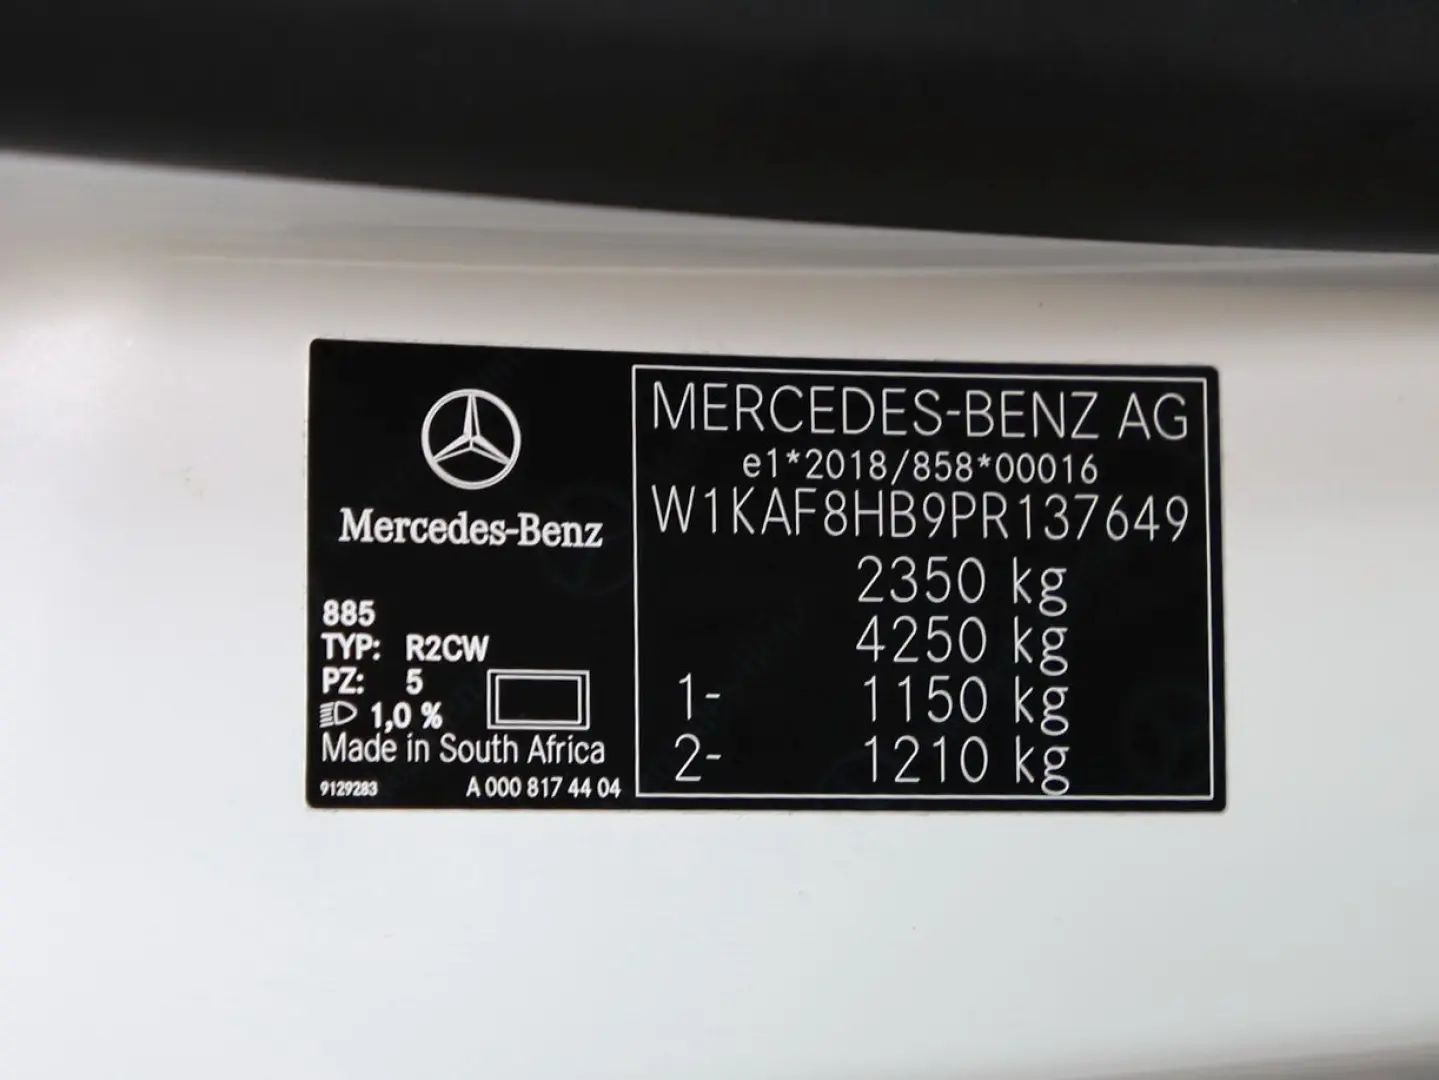 Mercedes-Benz
885
TYP: R2CW
PZ: 5
1,0 %
Made in South Africa
9129283 A 000 817 44 04
MERCEDES-BENZ AG
e1*2018/858*00016
W1KAF8HB9PR137649
2350 kg
4250 kg
1- 1150 kg
2- 1210 kg